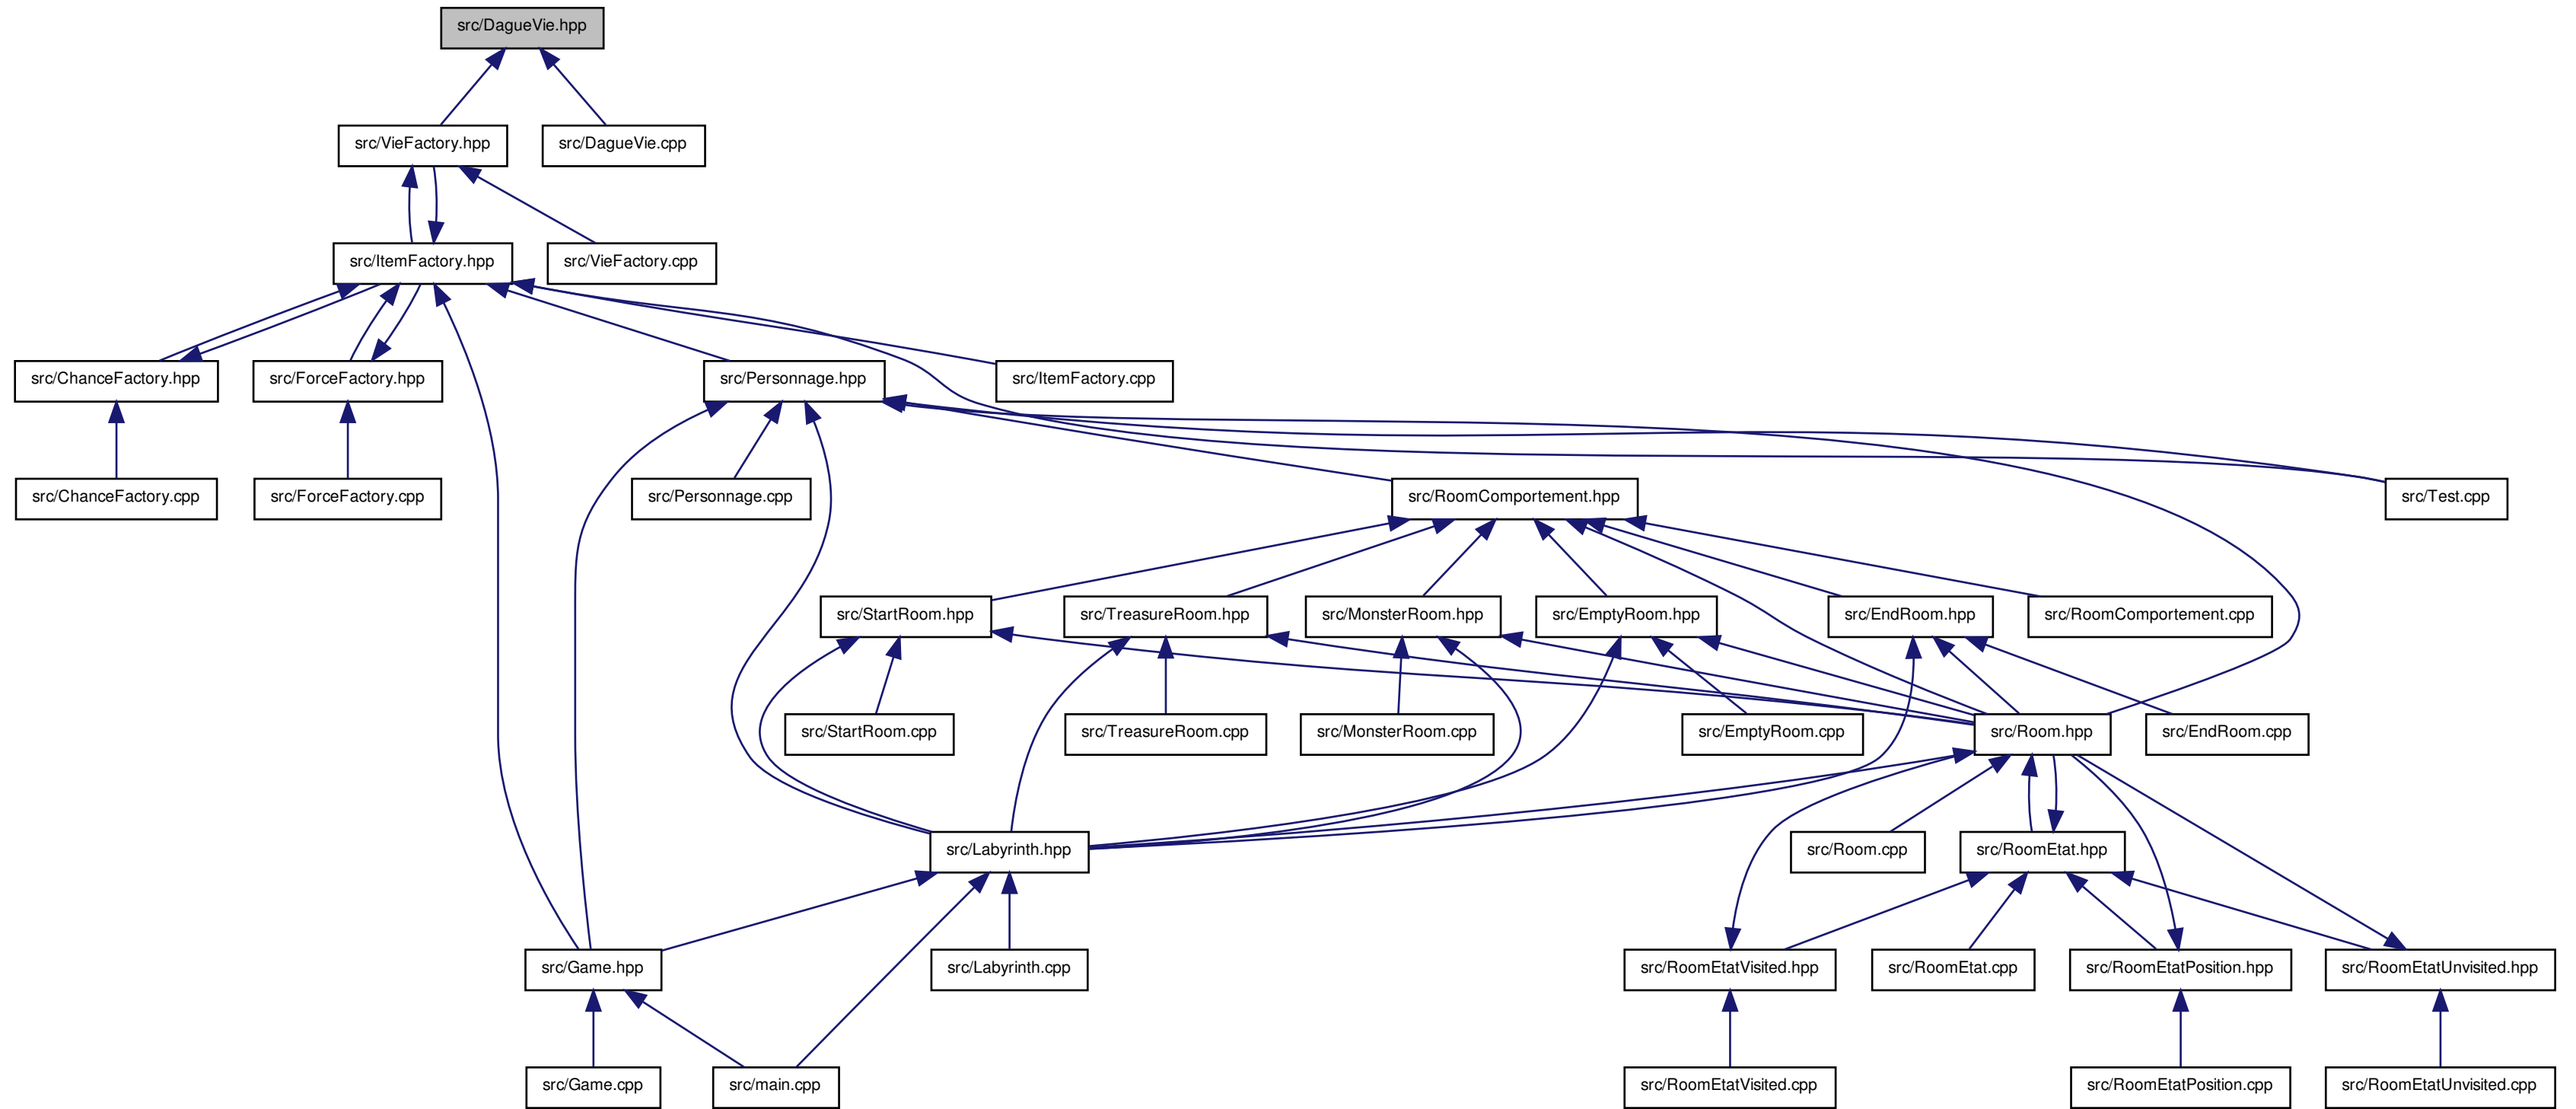 src/DagueVie.hpp
src/VieFactory.hpp
src/DagueVie.cpp
src/ItemFactory.hpp
src/VieFactory.cpp
src/ChanceFactory.hpp
src/ForceFactory.hpp
src/Personnage.hpp
src/ItemFactory.cpp
src/ChanceFactory.cpp
src/ForceFactory.cpp
src/Personnage.cpp
src/RoomComportement.hpp
src/Test.cpp
src/StartRoom.hpp
src/TreasureRoom.hpp
src/MonsterRoom.hpp
src/EmptyRoom.hpp
src/EndRoom.hpp
src/RoomComportement.cpp
src/StartRoom.cpp
src/TreasureRoom.cpp
src/MonsterRoom.cpp
src/EmptyRoom.cpp
src/Room.hpp
src/EndRoom.cpp
src/Labyrinth.hpp
src/Room.cpp
src/RoomEtat.hpp
src/Game.hpp
src/Labyrinth.cpp
src/RoomEtatVisited.hpp
src/RoomEtat.cpp
src/RoomEtatPosition.hpp
src/RoomEtatUnvisited.hpp
src/Game.cpp
src/main.cpp
src/RoomEtatVisited.cpp
src/RoomEtatPosition.cpp
src/RoomEtatUnvisited.cpp